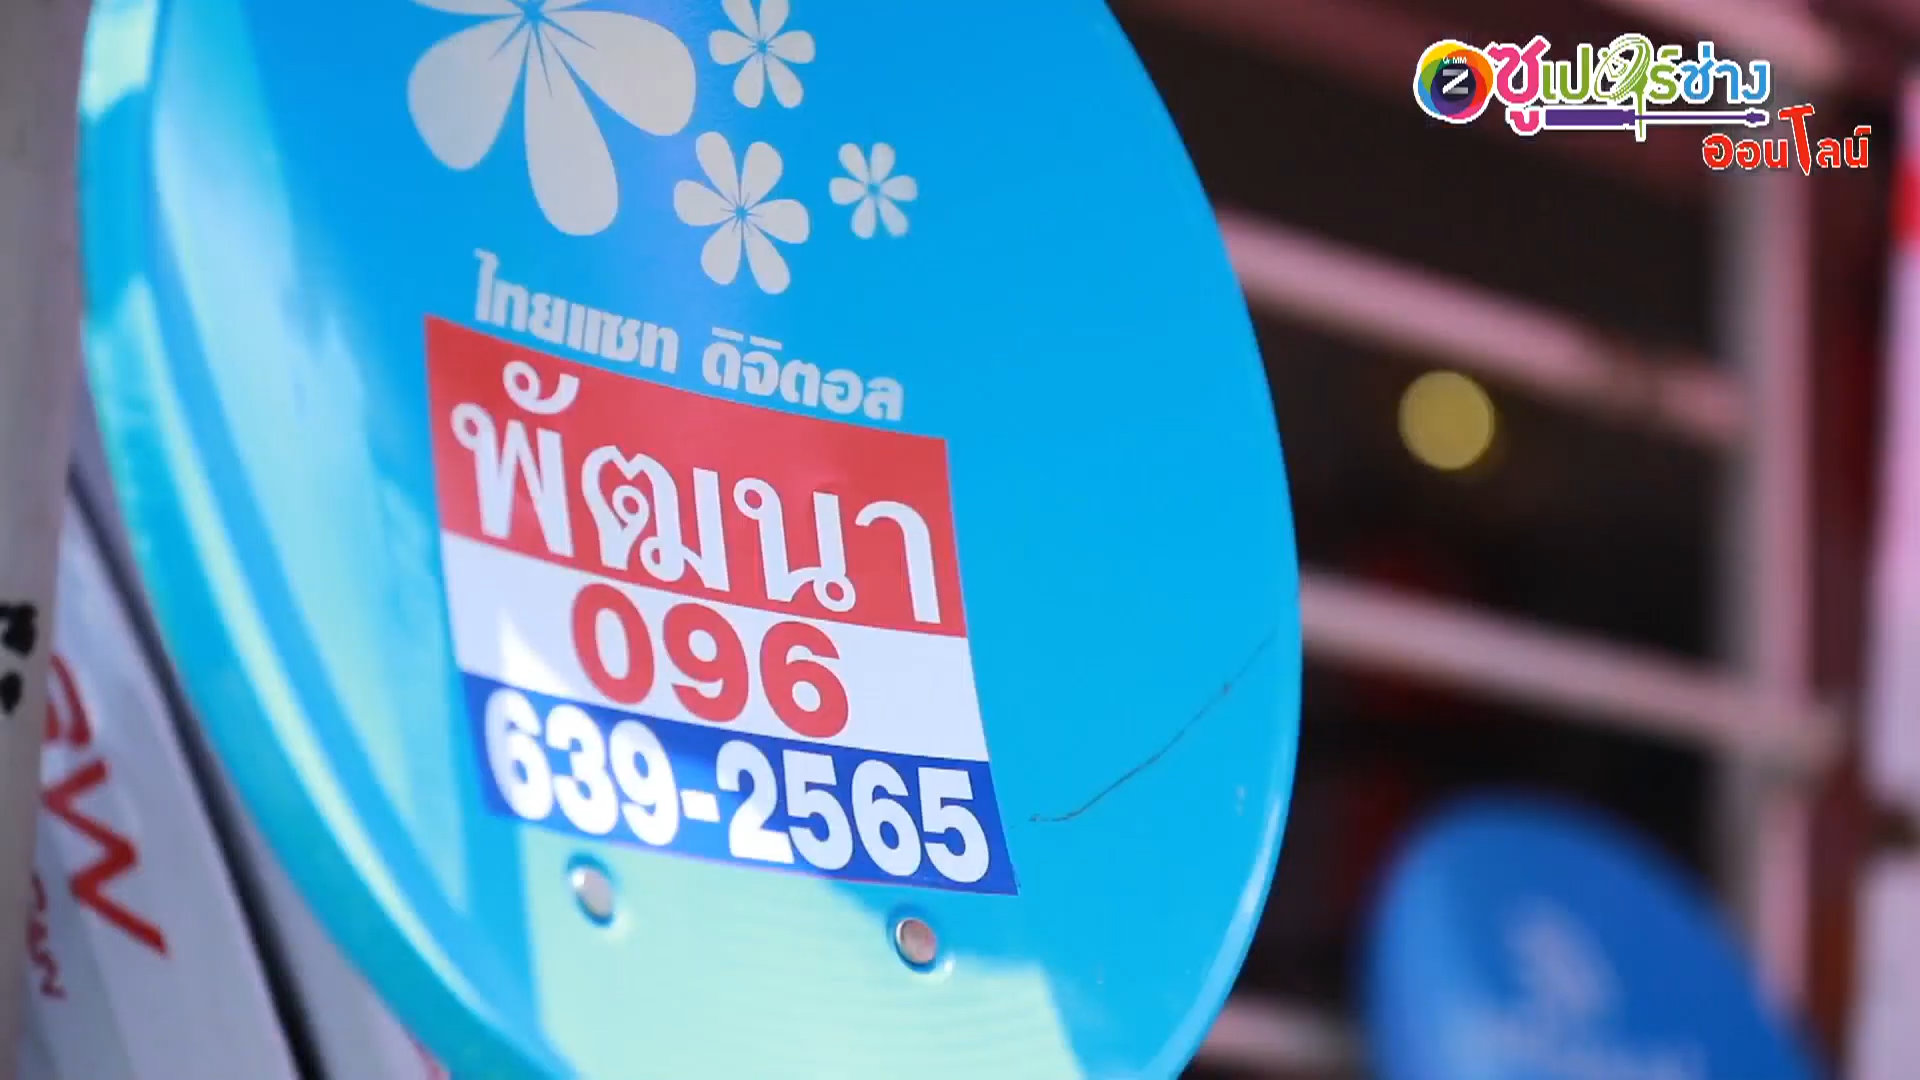 GMM Z ซูเปอร์ช่าง
ออนไลน์
ไทยแซท ดิจิตอล
พัฒนา
096
639-2565